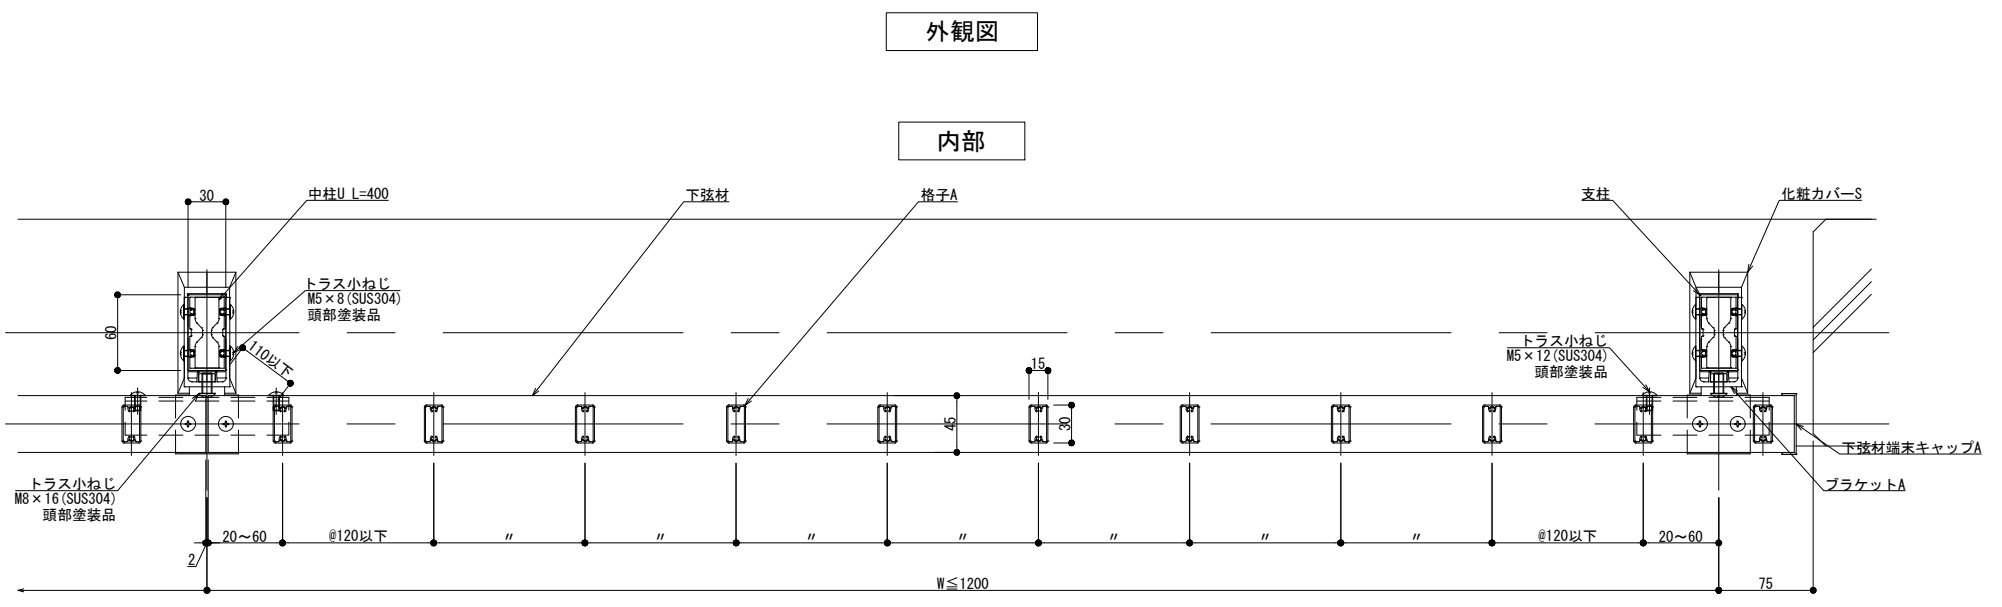 外観図
内部
30
中柱U L=400
下弦材
格子A
支柱
化粧カバーS
トラス小ねじ
M5×8(SUS304)
頭部塗装品
60
110以下
15
トラス小ねじ
M5×12(SUS304)
頭部塗装品
45
30
下弦材端末キャップA
トラス小ねじ
M8×16(SUS304)
頭部塗装品
ブラケットA
20～60
@120以下
〃
〃
〃
〃
〃
〃
〃
@120以下
20～60
2
W≦1200
75